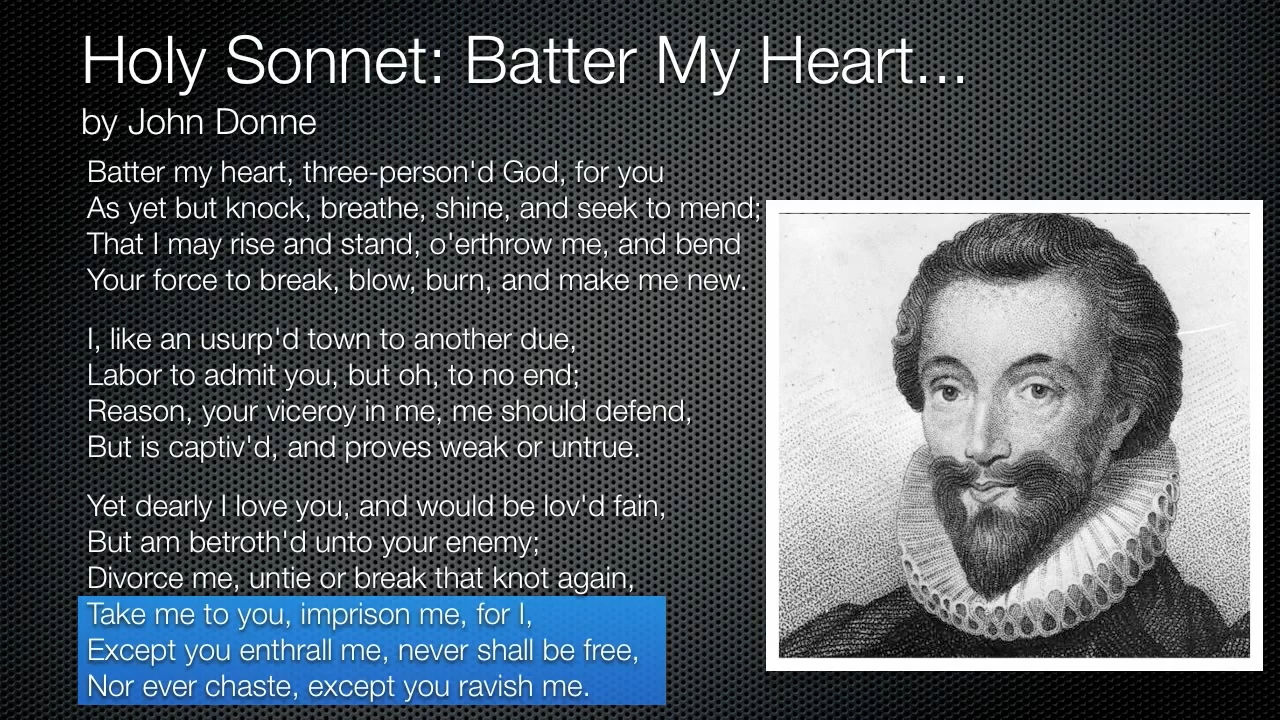 Holy Sonnet: Batter My Heart...
by John Donne
Batter my heart, three-person'd God, for you
As yet but knock, breathe, shine, and seek to mend;
That I may rise and stand, o'erthrow me, and bend
Your force to break, blow, burn, and make me new.
I, like an usurp'd town to another due,
Labor to admit you, but oh, to no end;
Reason, your viceroy in me, me should defend,
But is captiv'd, and proves weak or untrue.
Yet dearly I love you, and would be lov'd fain,
But am betroth'd unto your enemy;
Divorce me, untie or break that knot again,
Take me to you, imprison me, for I,
Except you enthrall me, never shall be free,
Nor ever chaste, except you ravish me.